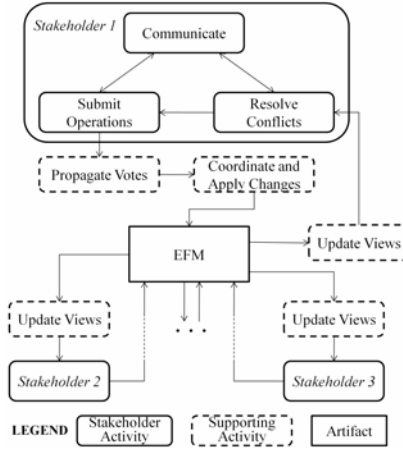 Stakeholder 1
Communicate
Submit
Operations
Resolve
Conflicts
Propagate Votes
Coordinate and
Apply Changes
EFM
Update Views
Update Views
Update Views
. . .
Stakeholder 2
Stakeholder 3
LEGEND
Stakeholder
Activity
Supporting
Activity
Artifact